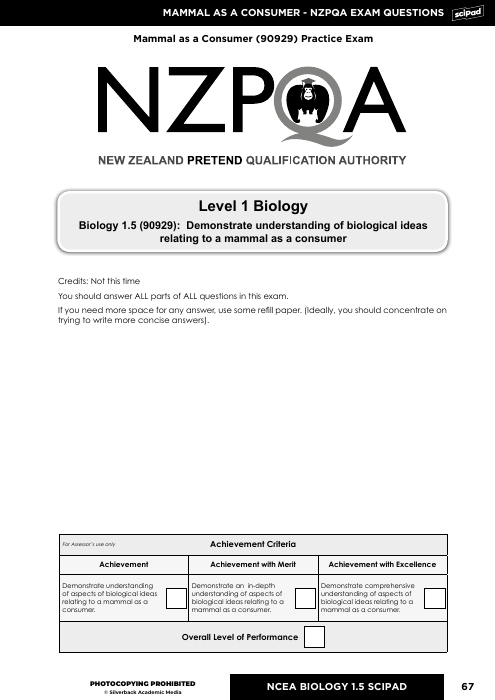 MAMMAL AS A CONSUMER - NZPQA EXAM QUESTIONS
scipad
Mammal as a Consumer (90929) Practice Exam
NZPQA
NEW ZEALAND PRETEND QUALIFICATION AUTHORITY
Level 1 Biology
Biology 1.5 (90929): Demonstrate understanding of biological ideas
relating to a mammal as a consumer
Credits: Not this time
You should answer ALL parts of ALL questions in this exam.
If you need more space for any answer, use some refill paper. (Ideally, you should concentrate on
trying to write more concise answers).
For Assessor's use only
Achievement Criteria
Achievement
Achievement with Merit
Achievement with Excellence
Demonstrate understanding
of aspects of biological ideas
relating to a mammal as a
consumer.
Demonstrate an in-depth
understanding of aspects of
biological ideas relating to a
mammal as a consumer.
Demonstrate comprehensive
understanding of aspects of
biological ideas relating to a
mammal as a consumer.
Overall Level of Performance
PHOTOCOPYING PROHIBITED
© Silverback Academic Media
NCEA BIOLOGY 1.5 SCIPAD
67